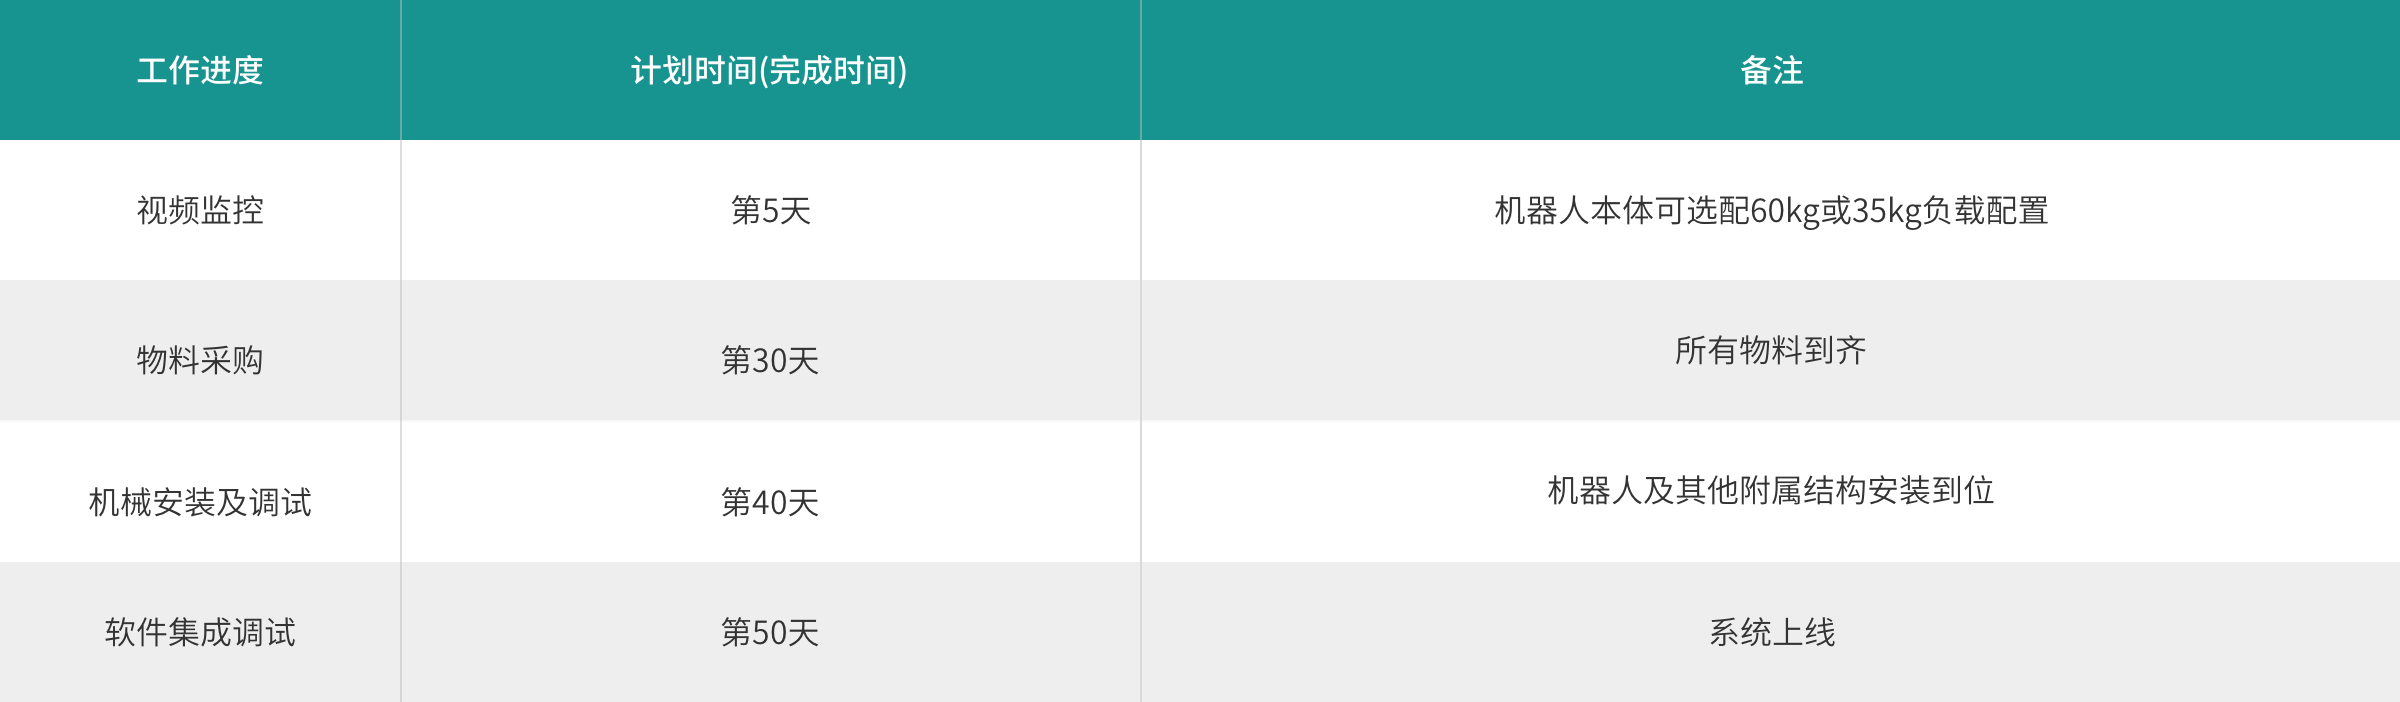 工作进度 计划时间(完成时间) 备注
视频监控 第5天 机器人本体可选配60kg或35kg负载配置
物料采购 第30天 所有物料到齐
机械安装及调试 第40天 机器人及其他附属结构安装到位
软件集成调试 第50天 系统上线